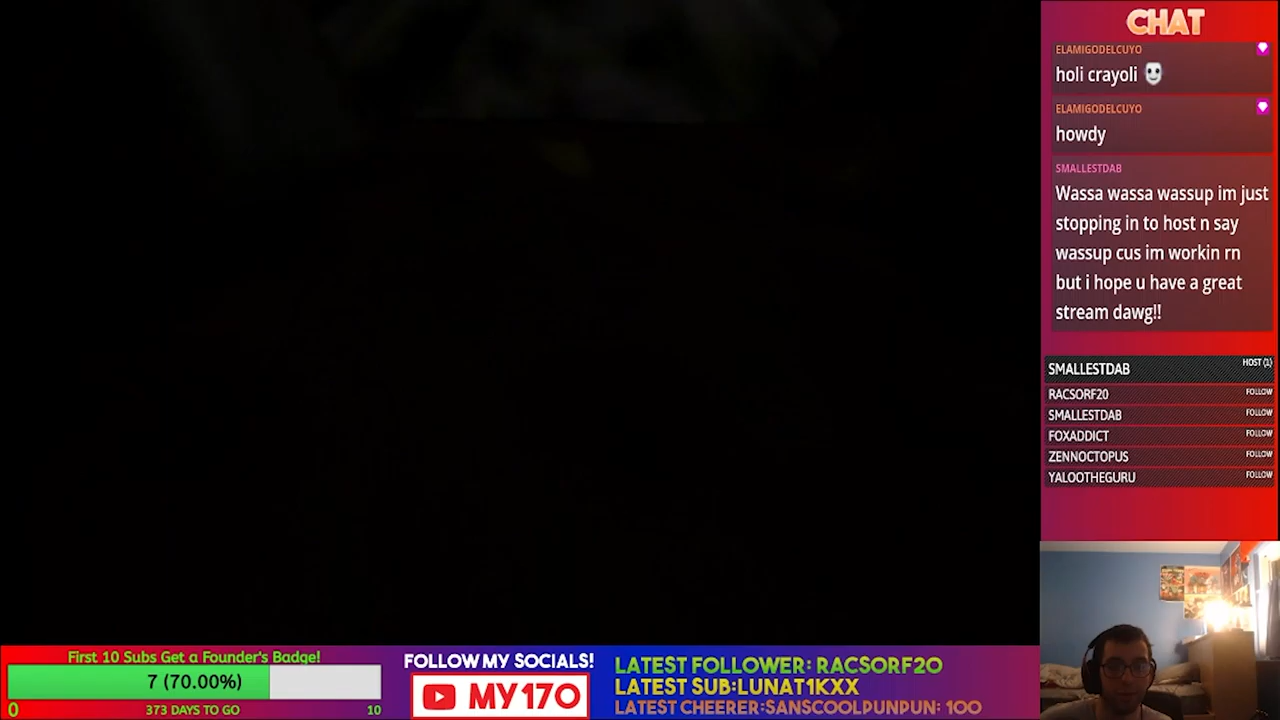 CHAT
ELAMIGODELCUYO
holi crayoli
ELAMIGODELCUYO
howdy
SMALLESTDAB
Wassa wassa wassup im just
stopping in to host n say
wassup cus im workin rn
but i hope u have a great
stream dawg!!
SMALLESTDAB HOST (1)
RACSORF20 FOLLOW
SMALLESTDAB FOLLOW
FOXADDICT FOLLOW
ZENNOCTOPUS FOLLOW
YALOOTHEGURU FOLLOW
First 10 Subs Get a Founder's Badge!
7 (70.00%)
0 373 DAYS TO GO 10
FOLLOW MY SOCIALS!
MY170
LATEST FOLLOWER: RACSORF20
LATEST SUB:LUNAT1KXX
LATEST CHEERER:SANSCOOLPUNPUN: 100